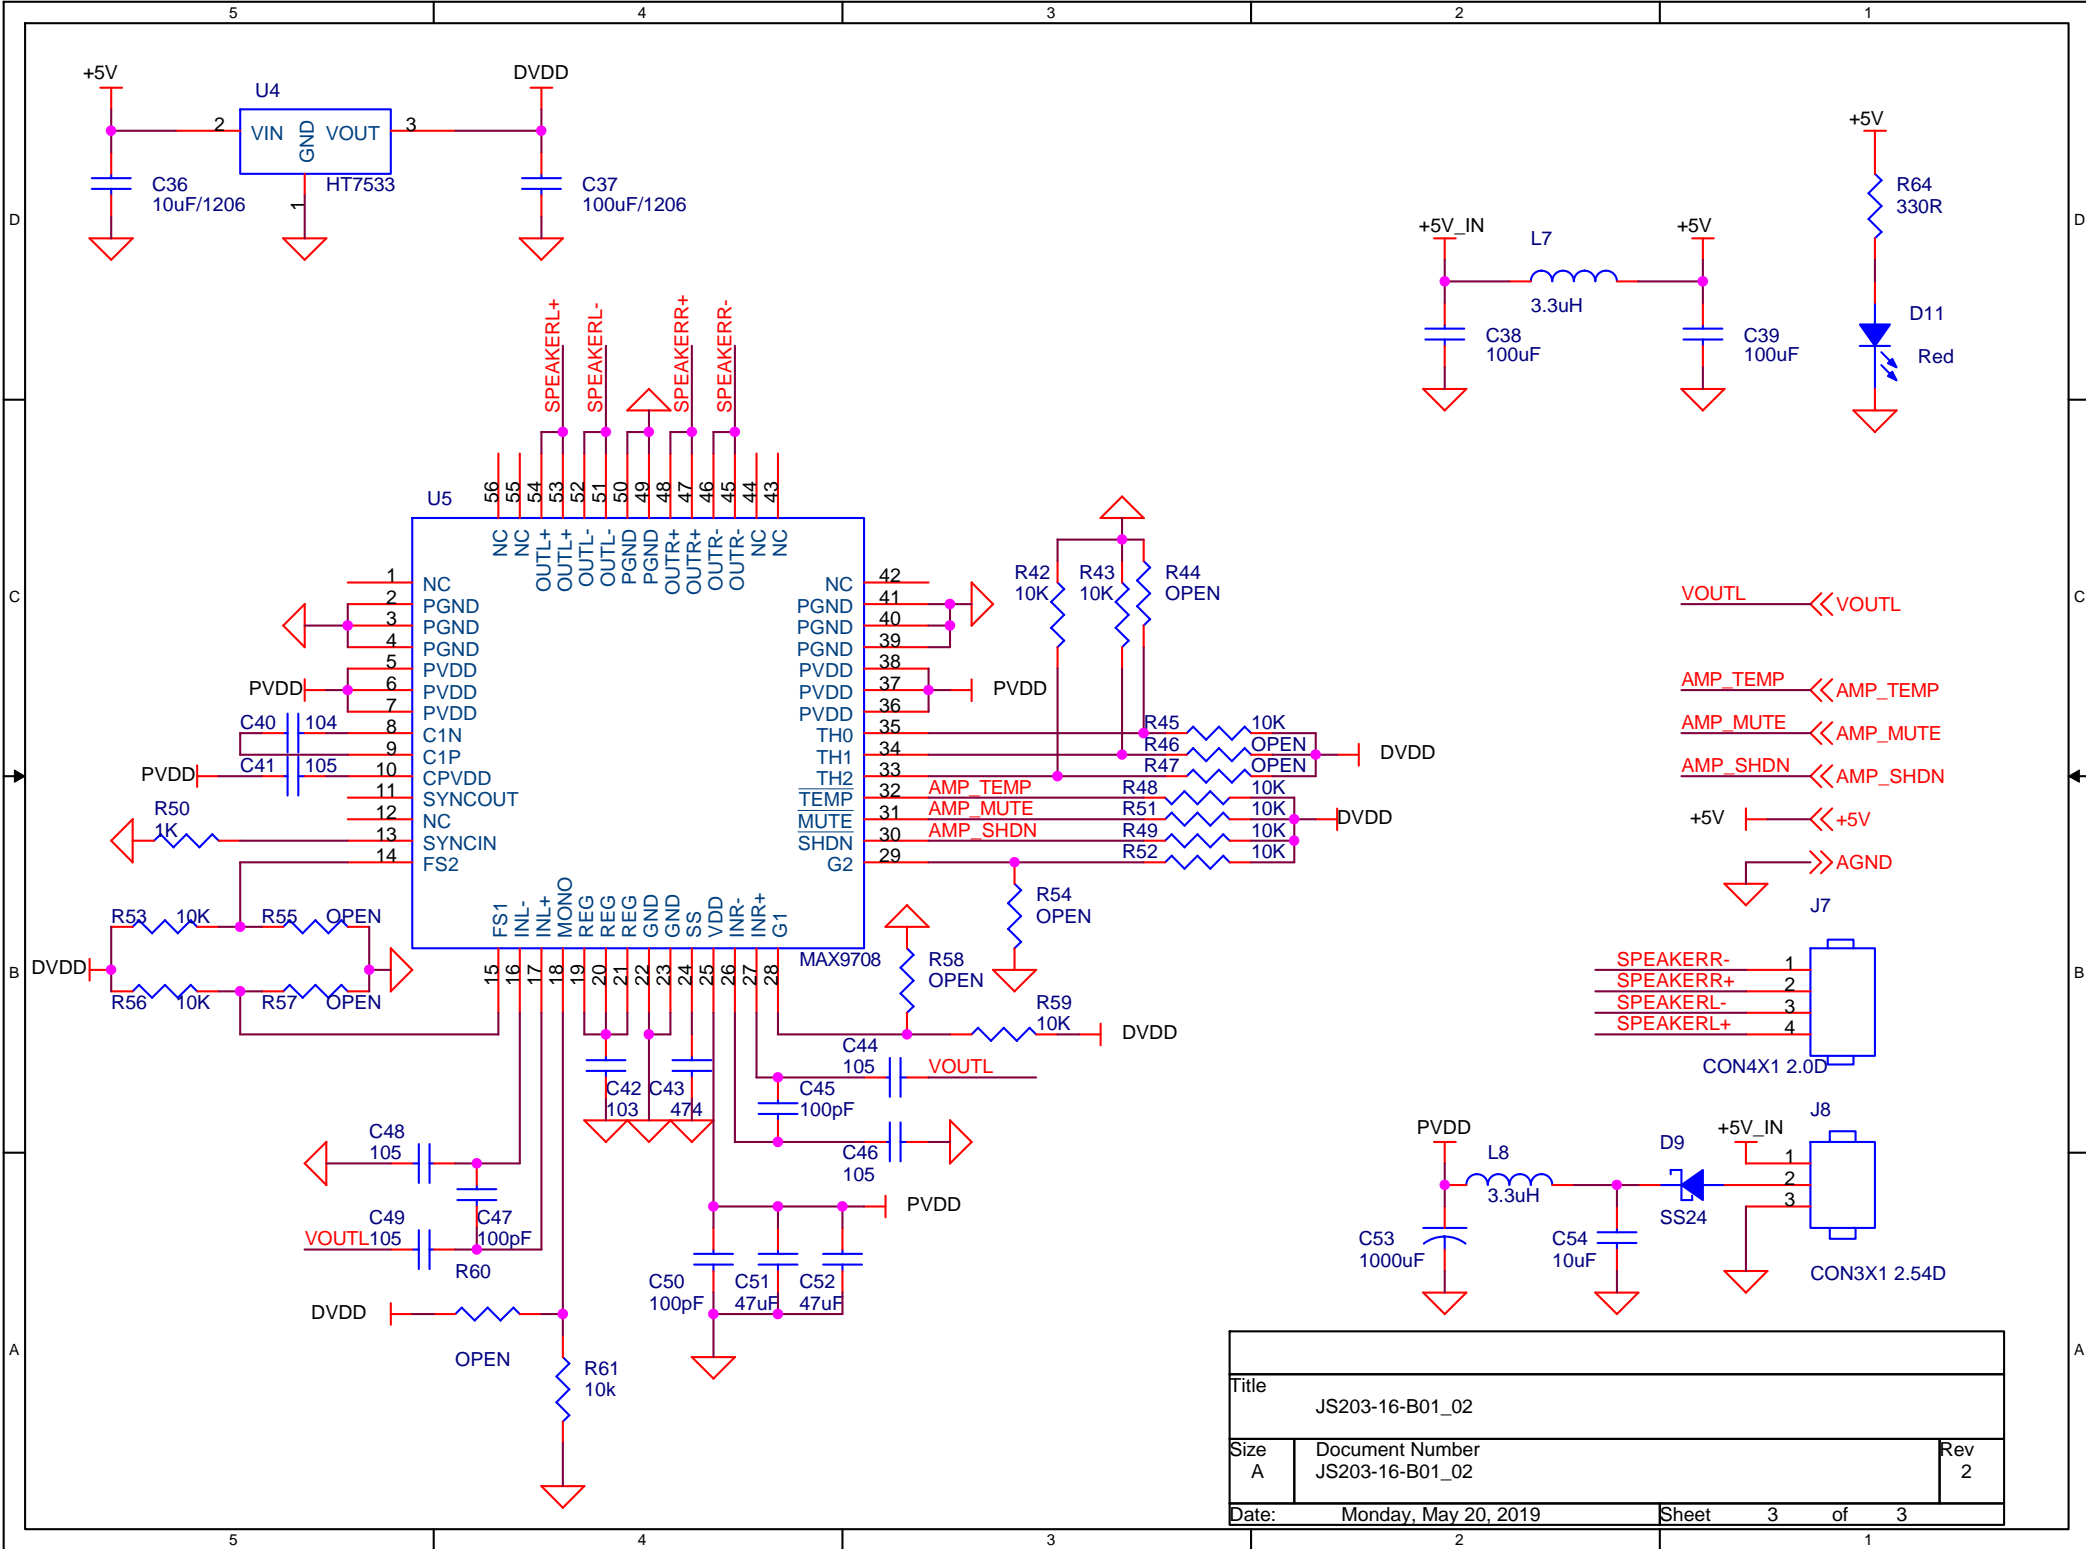 5 4 3 2 1
D D
C C
B B
A A
5 4 3 2 1
+5V
DVDD
U4
2 VIN GND VOUT 3
1
HT7533
C36
10uF/1206
C37
100uF/1206
+5V
R64
330R
D11
Red
+5V_IN
L7
3.3uH
+5V
C38
100uF
C39
100uF
SPEAKERL+
SPEAKERL-
SPEAKERR+
SPEAKERR-
U5
56 55 54 53 52 51 50 49 48 47 46 45 44 43
NC NC OUTL+ OUTL+ OUTL- OUTL- PGND PGND OUTR+ OUTR+ OUTR- OUTR- NC NC
1 NC
2 PGND
3 PGND
4 PGND
5 PVDD
6 PVDD
7 PVDD
8 C1N
9 C1P
10 CPVDD
11 SYNCOUT
12 NC
13 SYNCIN
14 FS2
NC 42
PGND 41
PGND 40
PGND 39
PVDD 38
PVDD 37
PVDD 36
TH0 35
TH1 34
TH2 33
TEMP 32
MUTE 31
SHDN 30
G2 29
FS1 INL- INL+ MONO REG REG REG GND GND SS VDD INR- INR+ G1
15 16 17 18 19 20 21 22 23 24 25 26 27 28
MAX9708
PVDD
C40 104
C41 105
PVDD
R50
1K
R53 10K R55 OPEN
DVDD
R56 10K R57 OPEN
PVDD
R42
10K
R43
10K
R44
OPEN
R45 10K
R46 OPEN
R47 OPEN
DVDD
AMP_TEMP R48 10K
AMP_MUTE R51 10K
AMP_SHDN R49 10K
R52 10K
DVDD
R54
OPEN
R58
OPEN
R59
10K
DVDD
C44
105
VOUTL
C45
100pF
C46
105
C42
103
C43
474
C48
105
C47
100pF
C49
VOUTL 105
R60
DVDD
OPEN
R61
10k
PVDD
C50
100pF
C51
47uF
C52
47uF
VOUTL VOUTL
AMP_TEMP AMP_TEMP
AMP_MUTE AMP_MUTE
AMP_SHDN AMP_SHDN
+5V +5V
AGND
J7
SPEAKERR- 1
SPEAKERR+ 2
SPEAKERL- 3
SPEAKERL+ 4
CON4X1 2.0D
J8
PVDD
L8
3.3uH
D9
SS24
+5V_IN
1
2
3
C53
1000uF
C54
10uF
CON3X1 2.54D
Title
JS203-16-B01_02
Size
A
Document Number
JS203-16-B01_02
Rev
2
Date: Monday, May 20, 2019 Sheet 3 of 3